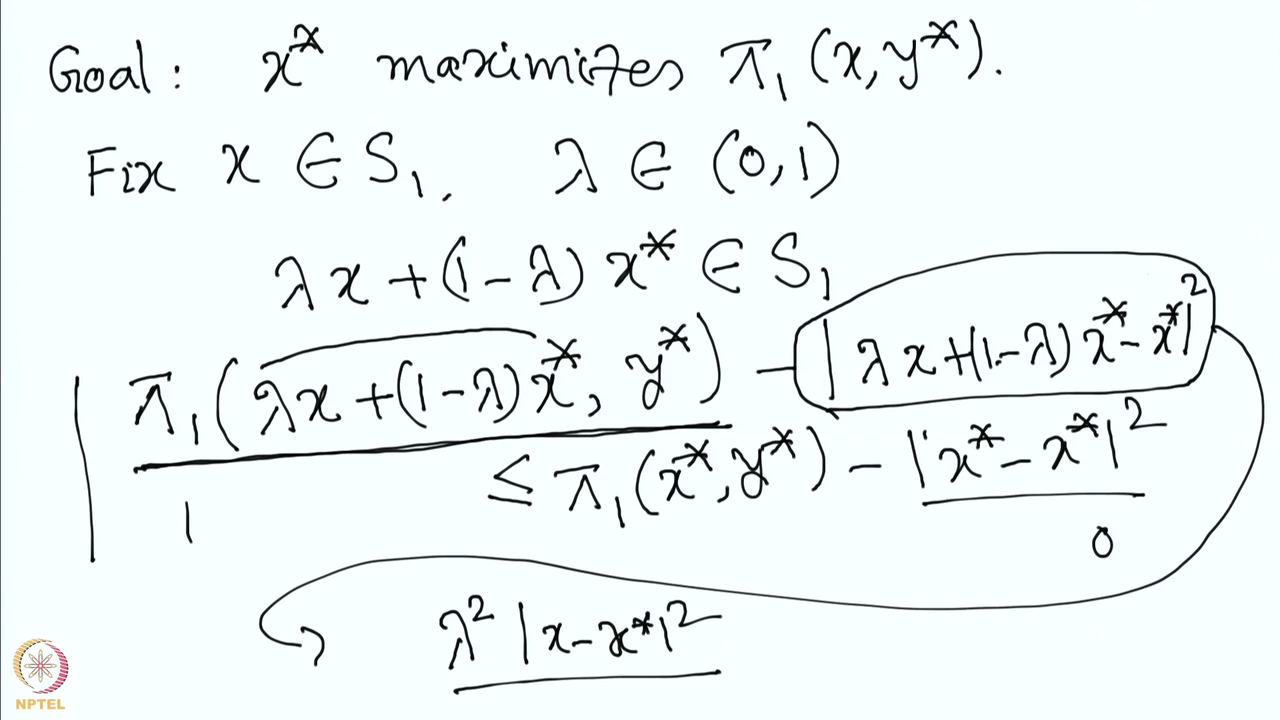 Goal: x* maximizes π₁(x, y*).
Fix x ∈ S₁, λ ∈ (0, 1)
λx + (1-λ)x* ∈ S₁
π₁(λx + (1-λ)x*, y*) - |λx + (1-λ)x* - x*|²
≤ π₁(x*, y*) - |x* - x*|²
0
λ² |x - x*|²
NPTEL